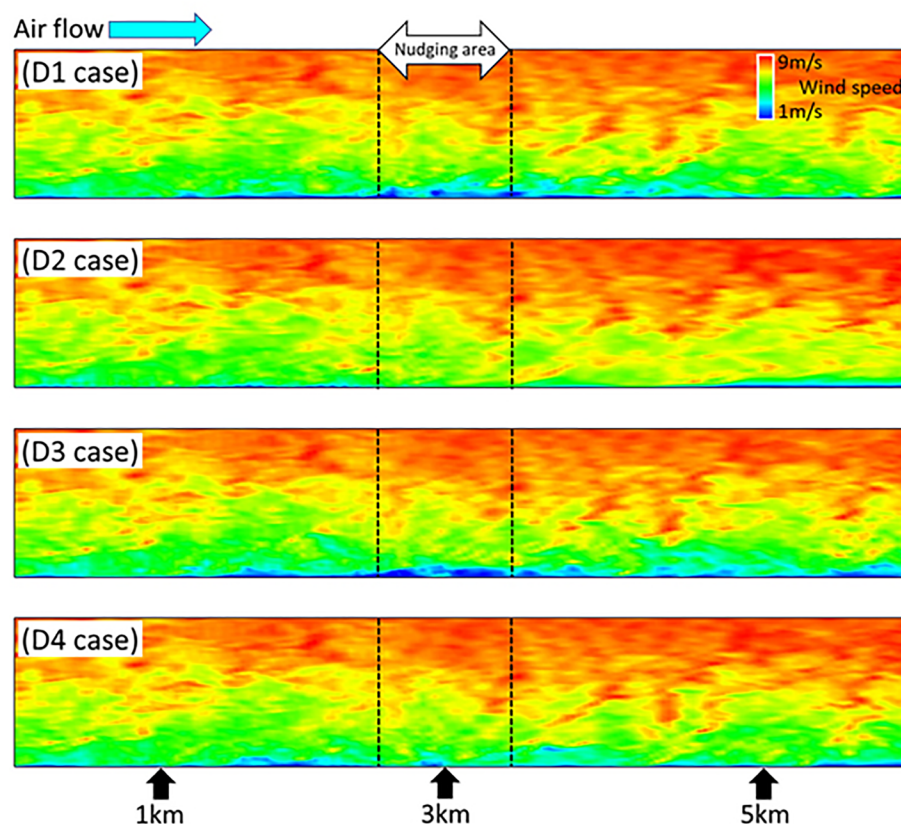 Air flow
Nudging area
(D1 case)
9m/s
Wind speed
1m/s
(D2 case)
(D3 case)
(D4 case)
1km
3km
5km